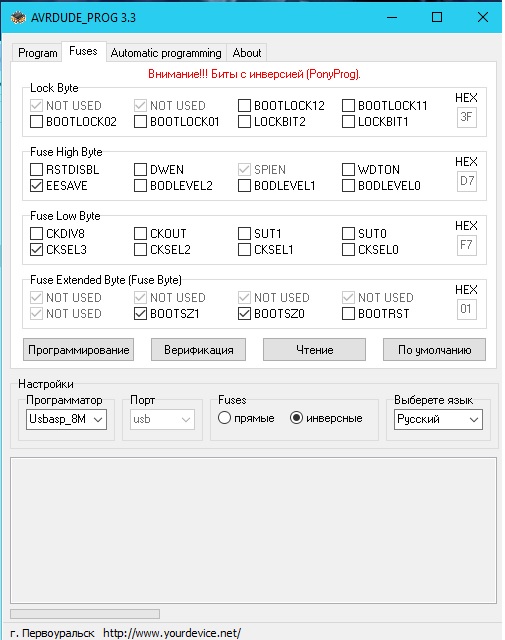 AVRDUDE_PROG 3.3
Program Fuses Automatic programming About
Внимание!!! Биты с инверсией (PonyProg).
Lock Byte
NOT USED NOT USED BOOTLOCK12 BOOTLOCK11 HEX
BOOTLOCK02 BOOTLOCK01 LOCKBIT2 LOCKBIT1 3F
Fuse High Byte
RSTDISBL DWEN SPIEN WDTON HEX
EESAVE BODLEVEL2 BODLEVEL1 BODLEVEL0 D7
Fuse Low Byte
CKDIV8 CKOUT SUT1 SUT0 HEX
CKSEL3 CKSEL2 CKSEL1 CKSEL0 F7
Fuse Extended Byte (Fuse Byte)
NOT USED NOT USED NOT USED NOT USED HEX
NOT USED BOOTSZ1 BOOTSZ0 BOOTRST 01
Программирование Верификация Чтение По умолчанию
Настройки
Программатор Порт Fuses Выберете язык
Usbasp_8M usb прямые инверсные Русский
г. Первоуральск http://www.yourdevice.net/